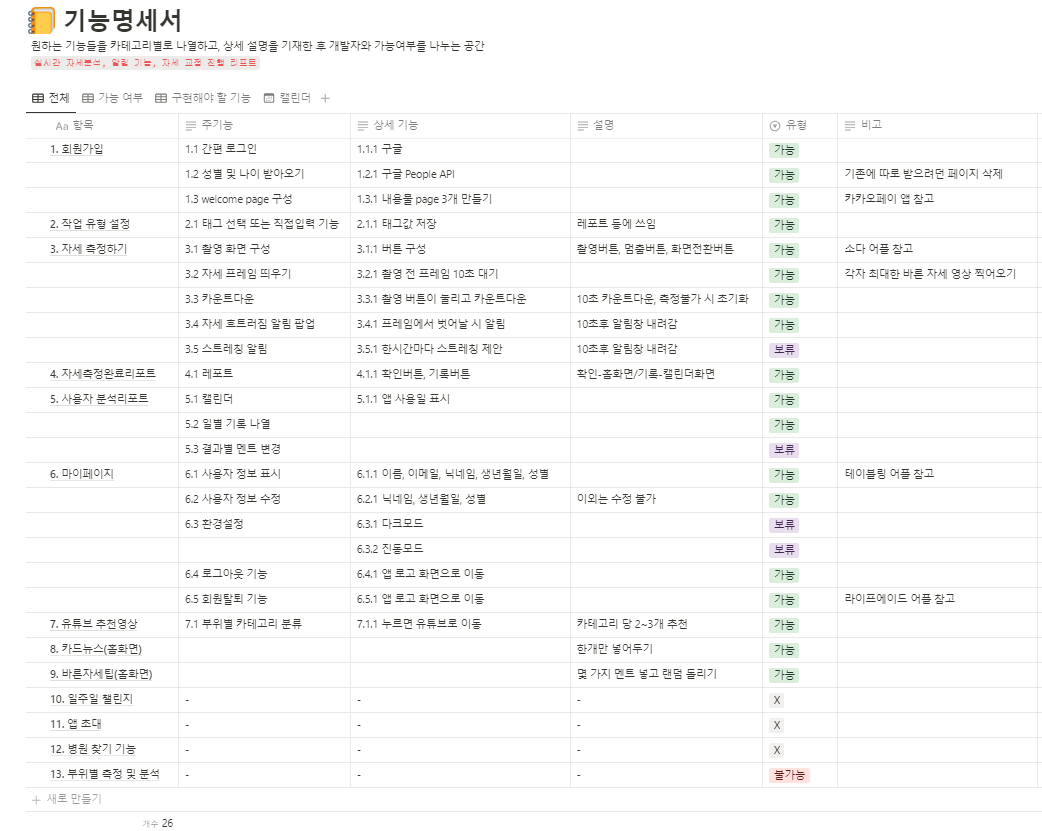 기능명세서
원하는 기능들을 카테고리별로 나열하고, 상세 설명을 기재한 후 개발자와 가능여부를 나누는 공간
실시간 자세분석, 알림 기능, 자세 교정 진행 리포트
전체 가능 여부 구현해야 할 기능 캘린더 +
Aa 항목 주기능 상세 기능 설명 유형 비고
1. 회원가입 1.1 간편 로그인 1.1.1 구글 가능
1.2 성별 및 나이 받아오기 1.2.1 구글 People API 가능 기존에 따로 받으려던 페이지 삭제
1.3 welcome page 구성 1.3.1 내용물 page 3개 만들기 가능 카카오페이 앱 참고
2. 작업 유형 설정 2.1 태그 선택 또는 직접입력 기능 2.1.1 태그값 저장 레포트 등에 쓰임 가능
3. 자세 측정하기 3.1 촬영 화면 구성 3.1.1 버튼 구성 촬영버튼, 멈춤버튼, 화면전환버튼 가능 소다 어플 참고
3.2 자세 프레임 띄우기 3.2.1 촬영 전 프레임 10초 대기 가능 각자 최대한 바른 자세 영상 찍어오기
3.3 카운트다운 3.3.1 촬영 버튼이 눌리고 카운트다운 10초 카운트다운, 측정불가 시 초기화 가능
3.4 자세 흐트러짐 알림 팝업 3.4.1 프레임에서 벗어날 시 알림 10초후 알림창 내려감 가능
3.5 스트레칭 알림 3.5.1 한시간마다 스트레칭 제안 10초후 알림창 내려감 보류
4. 자세측정완료리포트 4.1 레포트 4.1.1 확인버튼, 기록버튼 확인-홈화면/기록-캘린더화면 가능
5. 사용자 분석리포트 5.1 캘린더 5.1.1 앱 사용일 표시 가능
5.2 일별 기록 나열 가능
5.3 결과별 멘트 변경 보류
6. 마이페이지 6.1 사용자 정보 표시 6.1.1 이름, 이메일, 닉네임, 생년월일, 성별 가능 테이블링 어플 참고
6.2 사용자 정보 수정 6.2.1 닉네임, 생년월일, 성별 이외는 수정 불가 가능
6.3 환경설정 6.3.1 다크모드 보류
6.3.2 진동모드 보류
6.4 로그아웃 기능 6.4.1 앱 로고 화면으로 이동 가능
6.5 회원탈퇴 기능 6.5.1 앱 로고 화면으로 이동 가능 라이프에이드 어플 참고
7. 유튜브 추천영상 7.1 부위별 카테고리 분류 7.1.1 누르면 유튜브로 이동 카테고리 당 2~3개 추천 가능
8. 카드뉴스(홈화면) 한개만 넣어두기 가능
9. 바른자세팁(홈화면) 몇 가지 멘트 넣고 랜덤 돌리기 가능
10. 일주일 챌린지 - - - X
11. 앱 초대 - - - X
12. 병원 찾기 기능 - - - X
13. 부위별 측정 및 분석 - - - 불가능
+ 새로 만들기
개수 26